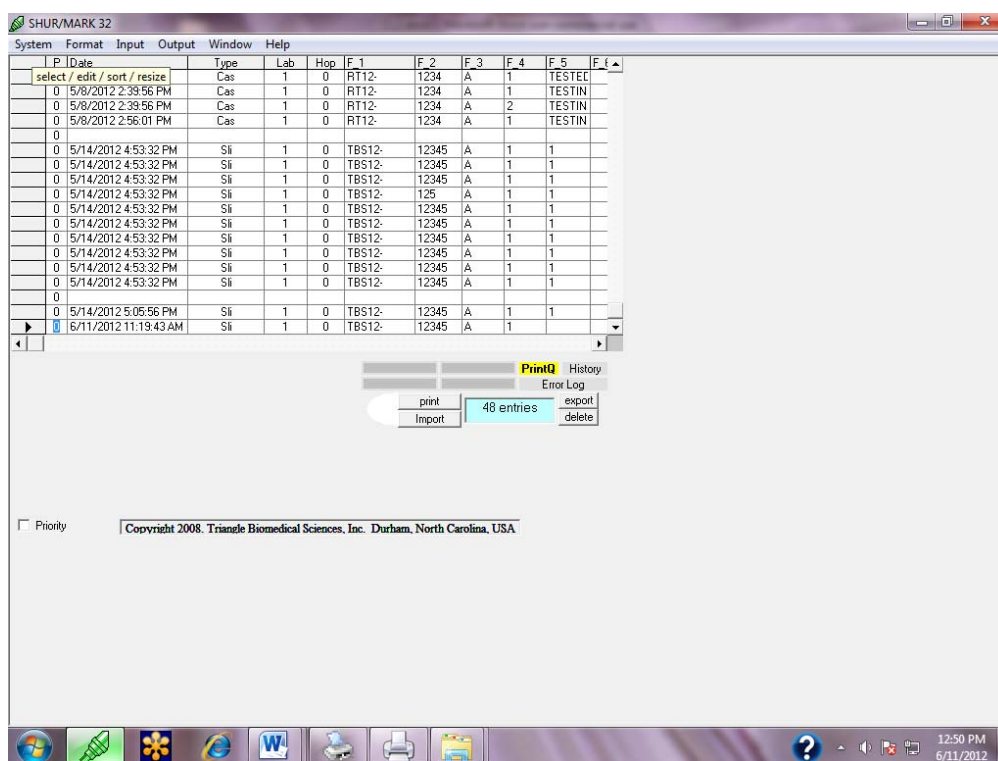 SHUR/MARK 32
System Format Input Output Window Help
P Date Type Lab Hop F_1 F_2 F_3 F_4 F_5
select / edit / sort / resize Cas 1 0 RT12- 1234 A 1 TESTED
0 5/8/2012 2:39:56 PM Cas 1 0 RT12- 1234 A 1 TESTIN
0 5/8/2012 2:39:56 PM Cas 1 0 RT12- 1234 A 2 TESTIN
0 5/8/2012 2:56:01 PM Cas 1 0 RT12- 1234 A 1 TESTIN
0
0 5/14/2012 4:53:32 PM Sli 1 0 TBS12- 12345 A 1 1
0 5/14/2012 4:53:32 PM Sli 1 0 TBS12- 12345 A 1 1
0 5/14/2012 4:53:32 PM Sli 1 0 TBS12- 12345 A 1 1
0 5/14/2012 4:53:32 PM Sli 1 0 TBS12- 125 A 1 1
0 5/14/2012 4:53:32 PM Sli 1 0 TBS12- 12345 A 1 1
0 5/14/2012 4:53:32 PM Sli 1 0 TBS12- 12345 A 1 1
0 5/14/2012 4:53:32 PM Sli 1 0 TBS12- 12345 A 1 1
0 5/14/2012 4:53:32 PM Sli 1 0 TBS12- 12345 A 1 1
0 5/14/2012 4:53:32 PM Sli 1 0 TBS12- 12345 A 1 1
0 5/14/2012 4:53:32 PM Sli 1 0 TBS12- 12345 A 1 1
0
0 5/14/2012 5:05:56 PM Sli 1 0 TBS12- 12345 A 1 1
0 6/11/2012 11:19:43 AM Sli 1 0 TBS12- 12345 A 1
PrintQ History
Error Log
print 48 entries export
Import delete
Priority Copyright 2008. Triangle Biomedical Sciences, Inc. Durham, North Carolina, USA
12:50 PM
6/11/2012